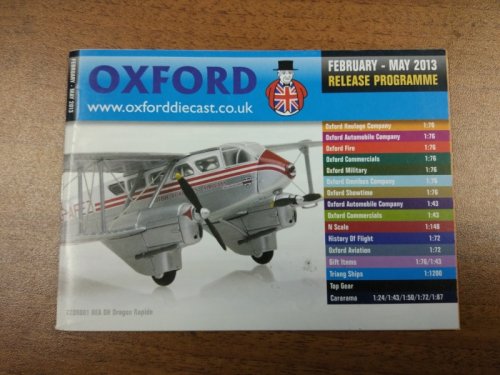 FEBRUARY - MAY 2013
OXFORD
www.oxforddiecast.co.uk
FEBRUARY - MAY 2013
RELEASE PROGRAMME
Oxford Haulage Company 1:76
Oxford Automobile Company 1:76
Oxford Fire 1:76
Oxford Commercials 1:76
Oxford Military 1:76
Oxford Omnibus Company 1:76
Oxford Showtime 1:76
Oxford Automobile Company 1:43
Oxford Commercials 1:43
N Scale 1:148
History Of Flight 1:72
Oxford Aviation 1:72
Gift Items 1:76/1:43
Triang Ships 1:1200
Top Gear
Cararama 1:24/1:43/1:50/1:72/1:87
BEA DH Dragon Rapide